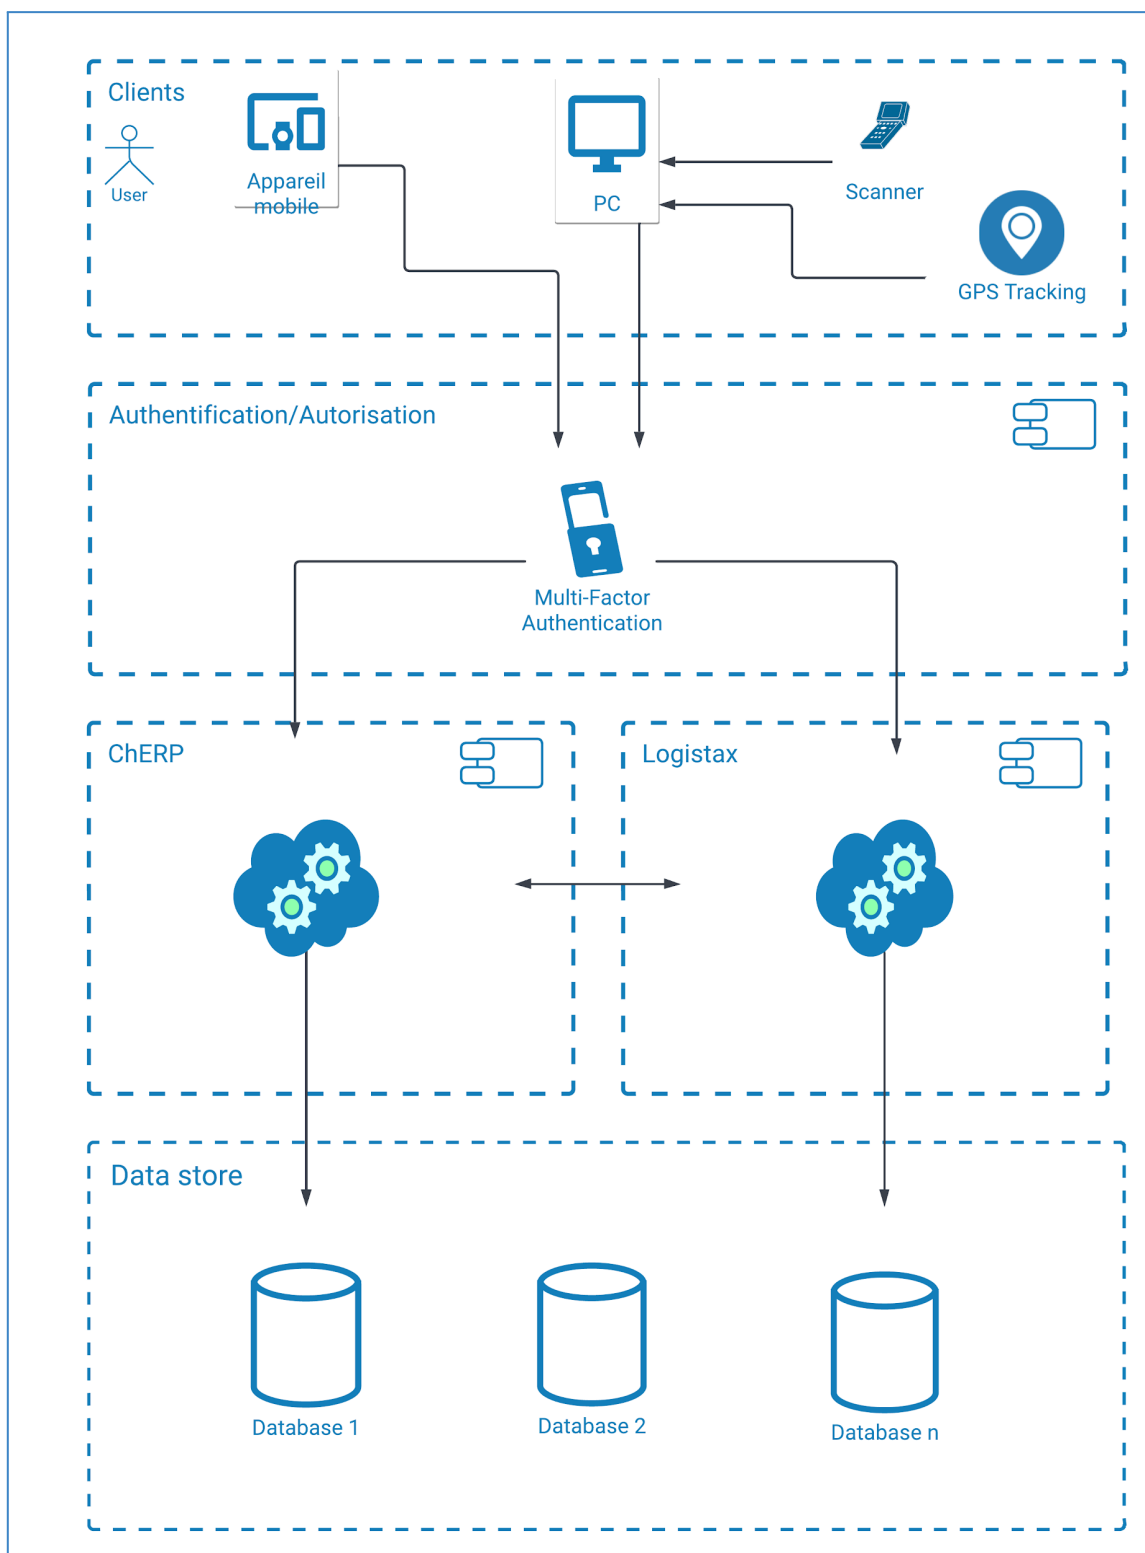 Clients
User
Appareil
mobile
PC
Scanner
GPS Tracking
Authentification/Autorisation
Multi-Factor
Authentication
ChERP
Logistax
Data store
Database 1
Database 2
Database n